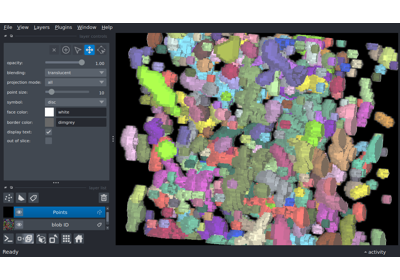 File View Layers Plugins Window Help
opacity: 1.00
blending: translucent
projection mode: all
point size: 10
symbol: disc
face color: white
border color: dimgrey
display text:
out of slice:
Points
blob ID
Ready activity